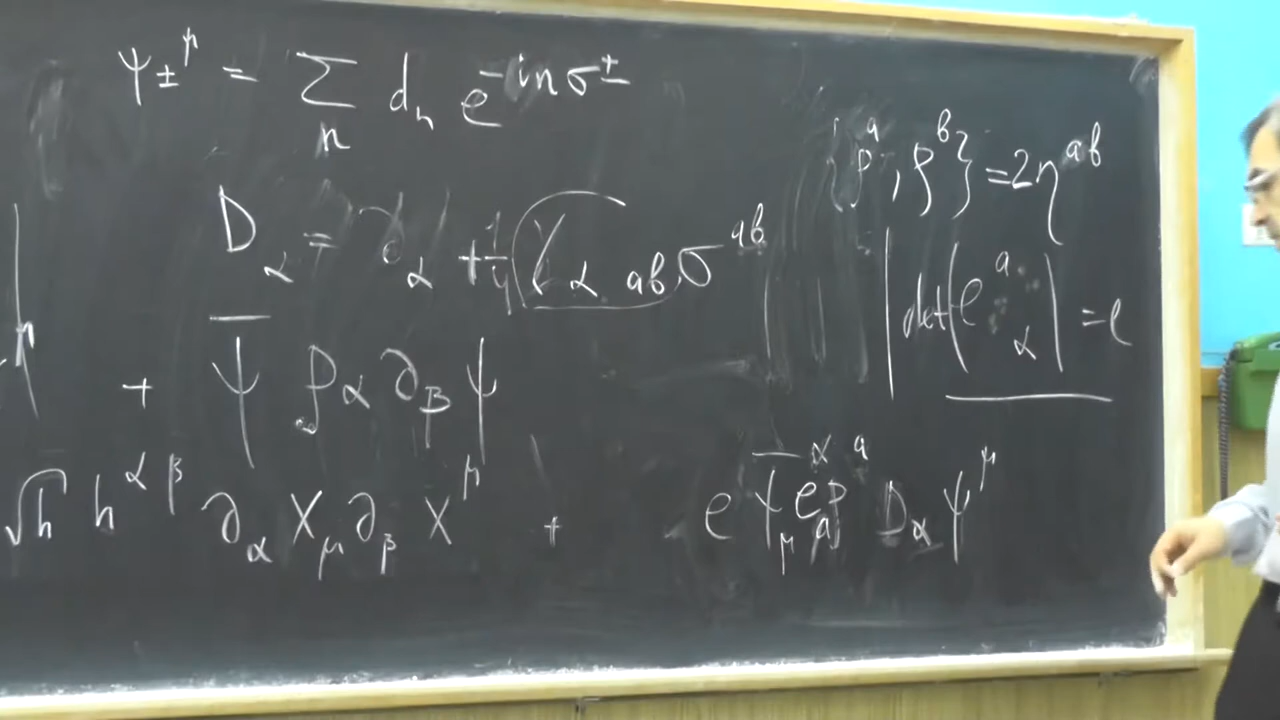 ψ±^μ = Σ_n d_n e^{-inσ^±}
{ρ^a, ρ^b} = 2η^{ab}
D_α = ∂_α + 1/4 γ_{α ab} σ^{ab}
|det(e^a_α| = e
+ ψ̄ ρ_α ∂_β ψ
√h h^{αβ} ∂_α X_μ ∂_β X^μ + e ψ̄_μ e^α_a ρ^a D_α ψ^μ